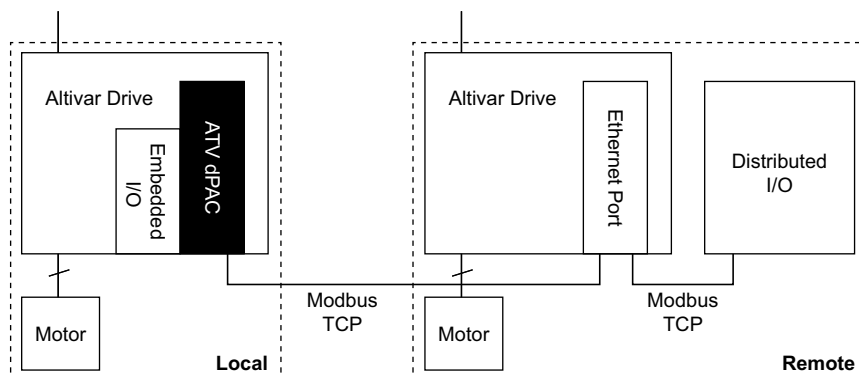 Altivar Drive
ATV dPAC
Embedded
I/O
Motor
Local
Modbus
TCP
Altivar Drive
Ethernet Port
Distributed
I/O
Motor
Modbus
TCP
Remote